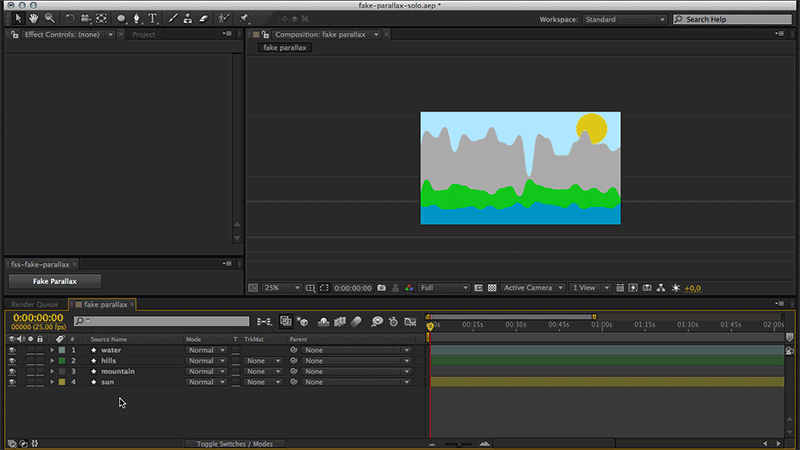 fake-parallax-solo.aep *
Workspace: Standard Search Help
Effect Controls: (none) Project
Composition: fake parallax
fake parallax
fss-fake-parallax
Fake Parallax
25% 0:00:00:00 Full Active Camera 1 View +0,0
Render Queue fake parallax
0:00:00:00
00000 (25.00 fps)
00s 00:15s 00:30s 00:45s 01:00s 01:15s 01:30s 01:45s 02:00s
# Source Name Mode T TrkMat Parent
1 water Normal None
2 hills Normal None None
3 mountain Normal None None
4 sun Normal None None
Toggle Switches / Modes